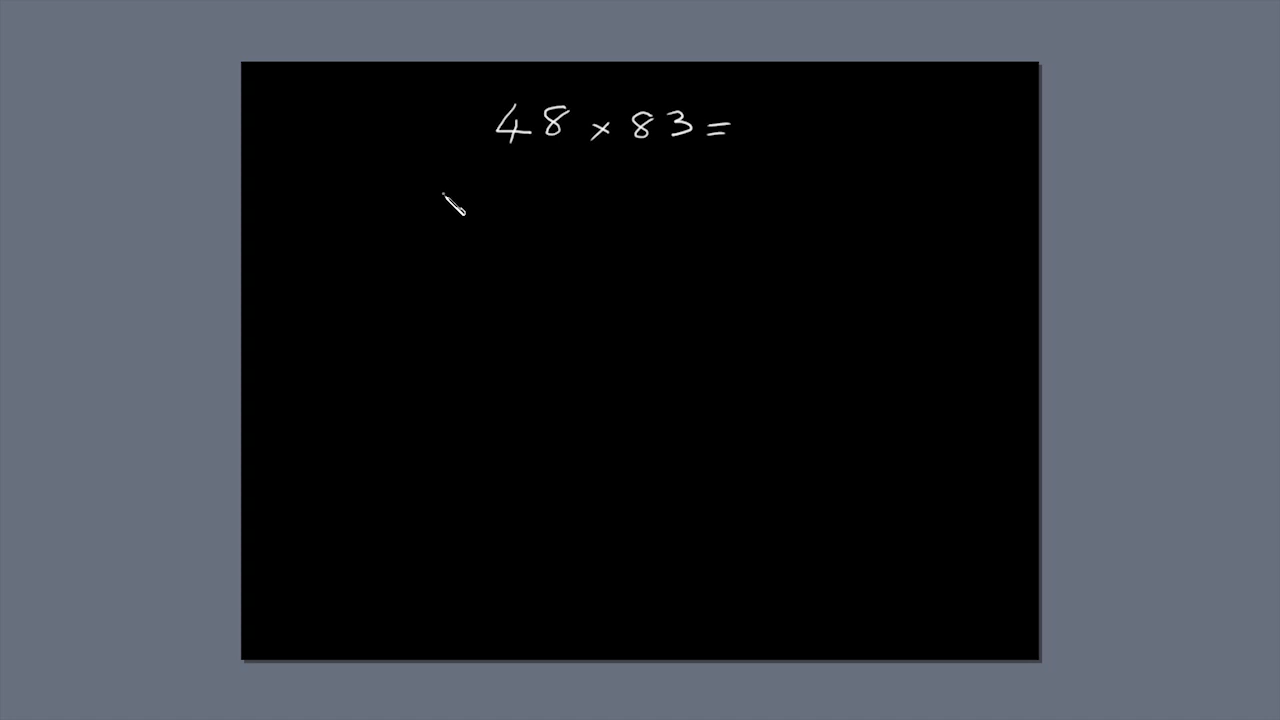 48 × 83 =